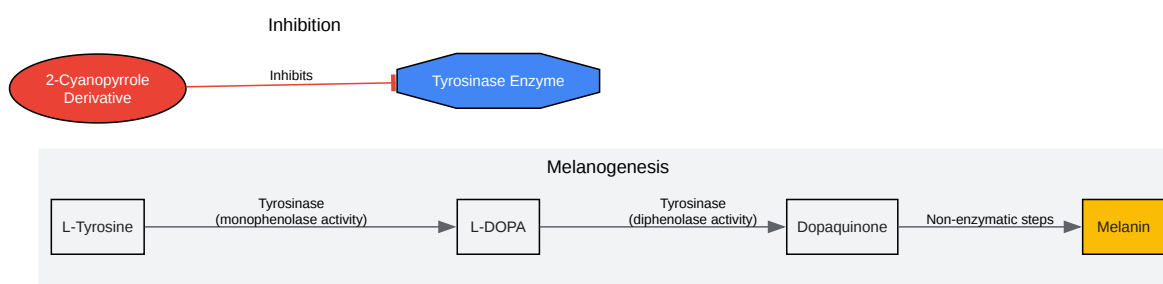 Inhibition
2-Cyanopyrrole
Derivative
Inhibits
Tyrosinase Enzyme
Melanogenesis
L-Tyrosine
Tyrosinase
(monophenolase activity)
L-DOPA
Tyrosinase
(diphenolase activity)
Dopaquinone
Non-enzymatic steps
Melanin